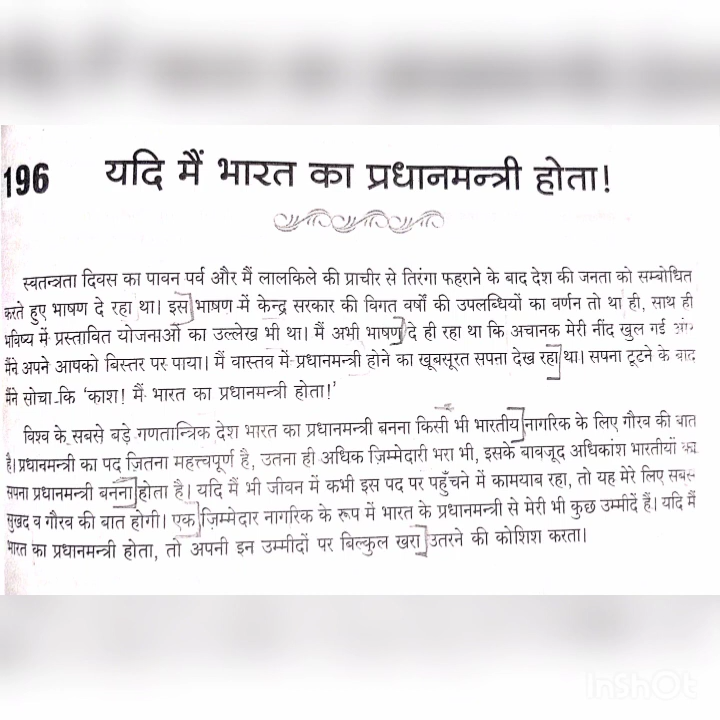 196
यदि मैं भारत का प्रधानमन्त्री होता!
स्वतन्त्रता दिवस का पावन पर्व और मैं लालकिले की प्राचीर से तिरंगा फहराने के बाद देश की जनता को सम्बोधित
करते हुए भाषण दे रहा था। इस] भाषण में केन्द्र सरकार की विगत वर्षों की उपलब्धियों का वर्णन तो था ही, साथ ही
भविष्य में प्रस्तावित योजनाओं का उल्लेख भी था। मैं अभी भाषण] दे ही रहा था कि अचानक मेरी नींद खुल गई और
मैंने अपने आपको बिस्तर पर पाया। मैं वास्तव में प्रधानमन्त्री होने का खूबसूरत सपना देख रहा] था। सपना टूटने के बाद
मैंने सोचा कि ‘काश! मैं भारत का प्रधानमन्त्री होता!’
विश्व के सबसे बड़े गणतान्त्रिक देश भारत का प्रधानमन्त्री बनना किसी भी भारतीय] नागरिक के लिए गौरव की बात
है। प्रधानमन्त्री का पद जितना महत्त्वपूर्ण है, उतना ही अधिक ज़िम्मेदारी भरा भी, इसके बावजूद अधिकांश भारतीयों का
सपना प्रधानमन्त्री बनना] होता है। यदि मैं भी जीवन में कभी इस पद पर पहुँचने में कामयाब रहा, तो यह मेरे लिए सबसे
सुखद व गौरव की बात होगी। एक] ज़िम्मेदार नागरिक के रूप में भारत के प्रधानमन्त्री से मेरी भी कुछ उम्मीदें हैं। यदि मैं
भारत का प्रधानमन्त्री होता, तो अपनी इन उम्मीदों पर बिल्कुल खरा] उतरने की कोशिश करता।
InShOt